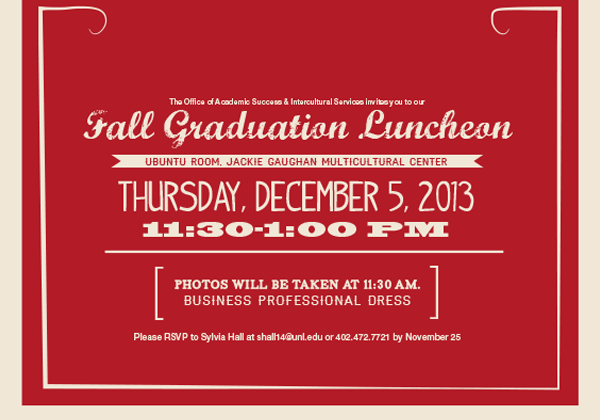 The Office of Academic Success & Intercultural Services invites you to our
Fall Graduation Luncheon
UBUNTU ROOM, JACKIE GAUGHAN MULTICULTURAL CENTER
THURSDAY, DECEMBER 5, 2013
11:30-1:00 PM
PHOTOS WILL BE TAKEN AT 11:30 AM.
BUSINESS PROFESSIONAL DRESS
Please RSVP to Sylvia Hall at shall14@unl.edu or 402.472.7721 by November 25